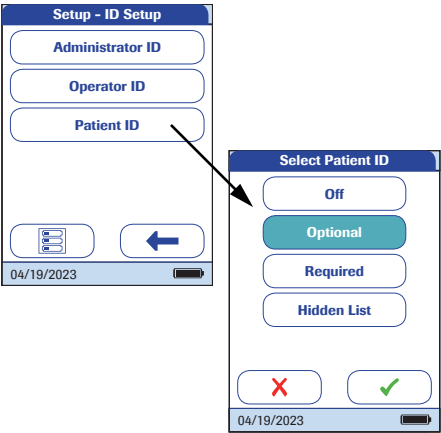 Setup - ID Setup
Administrator ID
Operator ID
Patient ID
04/19/2023
Select Patient ID
Off
Optional
Required
Hidden List
04/19/2023